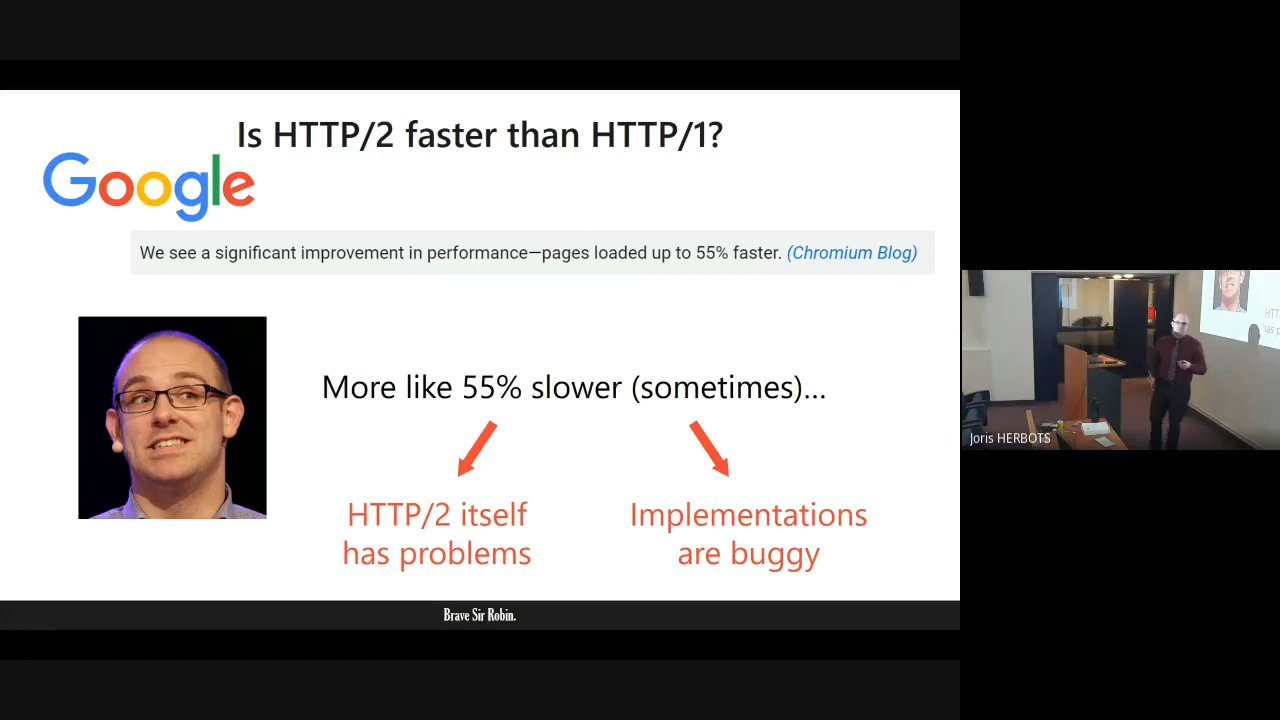 Is HTTP/2 faster than HTTP/1?
Google
We see a significant improvement in performance—pages loaded up to 55% faster. (Chromium Blog)
More like 55% slower (sometimes)...
HTTP/2 itself
has problems
Implementations
are buggy
Brave Sir Robin.
Joris HERBOTS